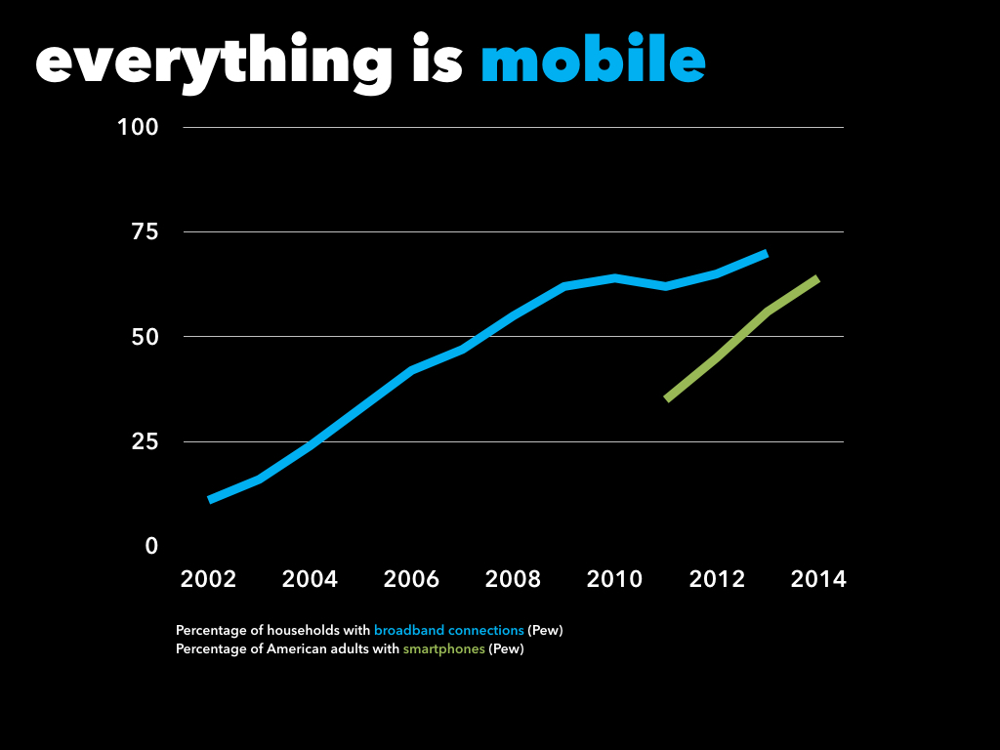 everything is mobile
100
75
50
25
0
2002 2004 2006 2008 2010 2012 2014
Percentage of households with broadband connections (Pew)
Percentage of American adults with smartphones (Pew)